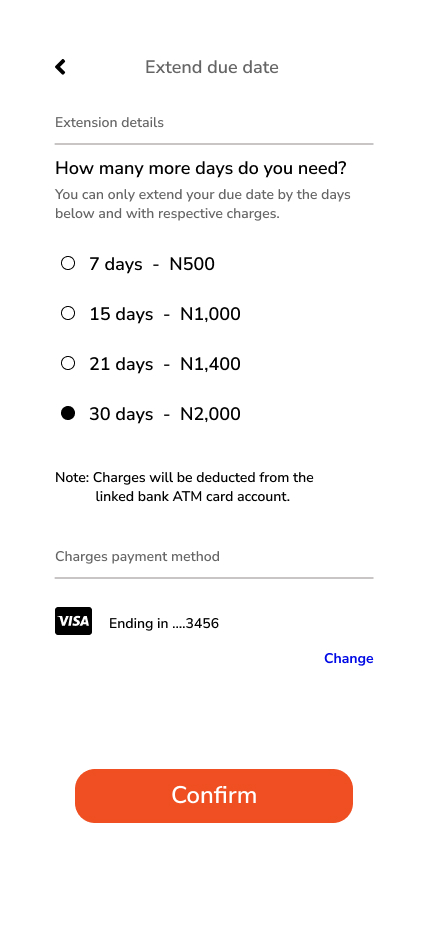 Extend due date
Extension details
How many more days do you need?
You can only extend your due date by the days
below and with respective charges.
7 days - N500
15 days - N1,000
21 days - N1,400
30 days - N2,000
Note: Charges will be deducted from the
linked bank ATM card account.
Charges payment method
VISA Ending in ....3456
Change
Confirm